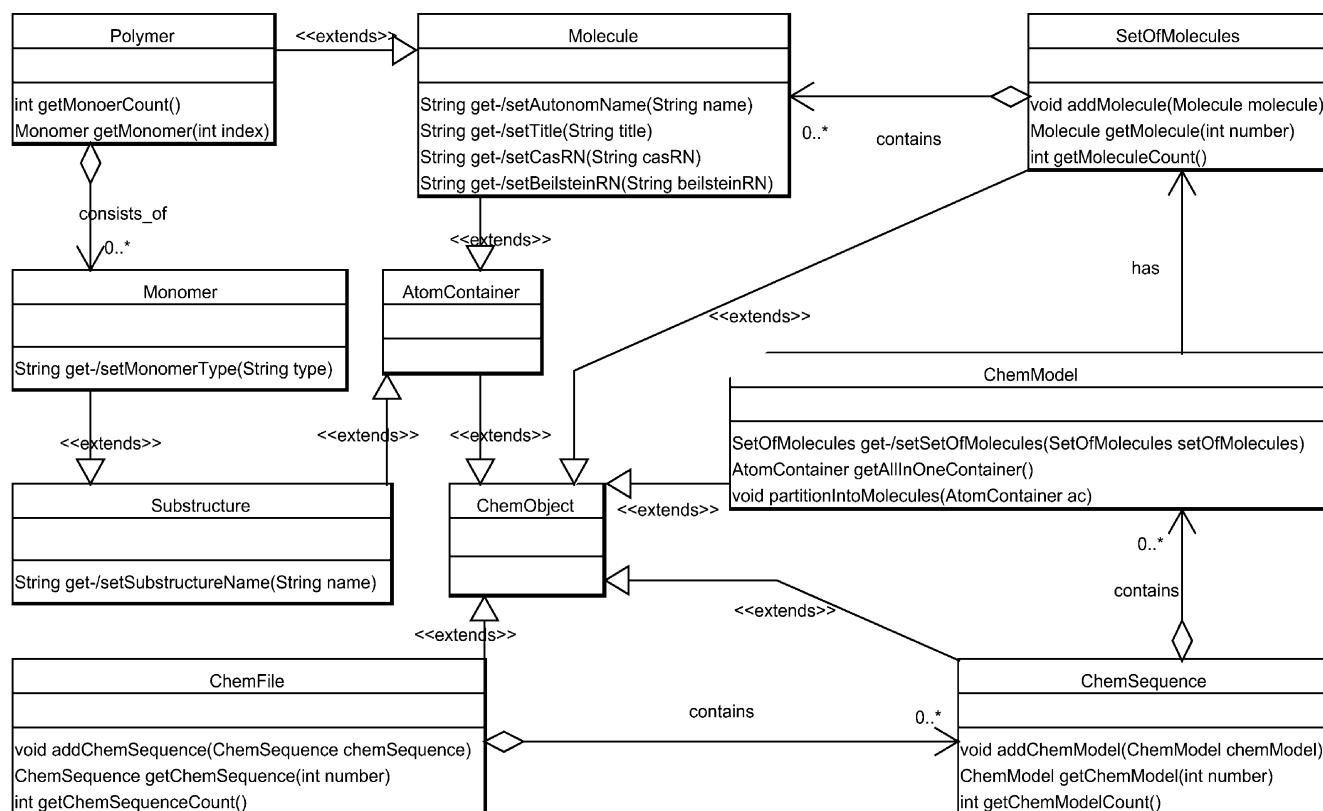 Polymer
int getMonoerCount()
Monomer getMonomer(int index)
<<extends>>
Molecule
String get-/setAutonomName(String name)
String get-/setTitle(String title)
String get-/setCasRN(String casRN)
String get-/setBeilsteinRN(String beilsteinRN)
0..*
contains
SetOfMolecules
void addMolecule(Molecule molecule)
Molecule getMolecule(int number)
int getMoleculeCount()
consists_of
0..*
<<extends>>
has
Monomer
String get-/setMonomerType(String type)
AtomContainer
<<extends>>
<<extends>>
<<extends>>
<<extends>>
ChemModel
SetOfMolecules get-/setSetOfMolecules(SetOfMolecules setOfMolecules)
AtomContainer getAllInOneContainer()
void partitionIntoMolecules(AtomContainer ac)
Substructure
String get-/setSubstructureName(String name)
ChemObject
<<extends>>
0..*
contains
<<extends>>
<<extends>>
ChemFile
void addChemSequence(ChemSequence chemSequence)
ChemSequence getChemSequence(int number)
int getChemSequenceCount()
contains
0..*
ChemSequence
void addChemModel(ChemModel chemModel)
ChemModel getChemModel(int number)
int getChemModelCount()